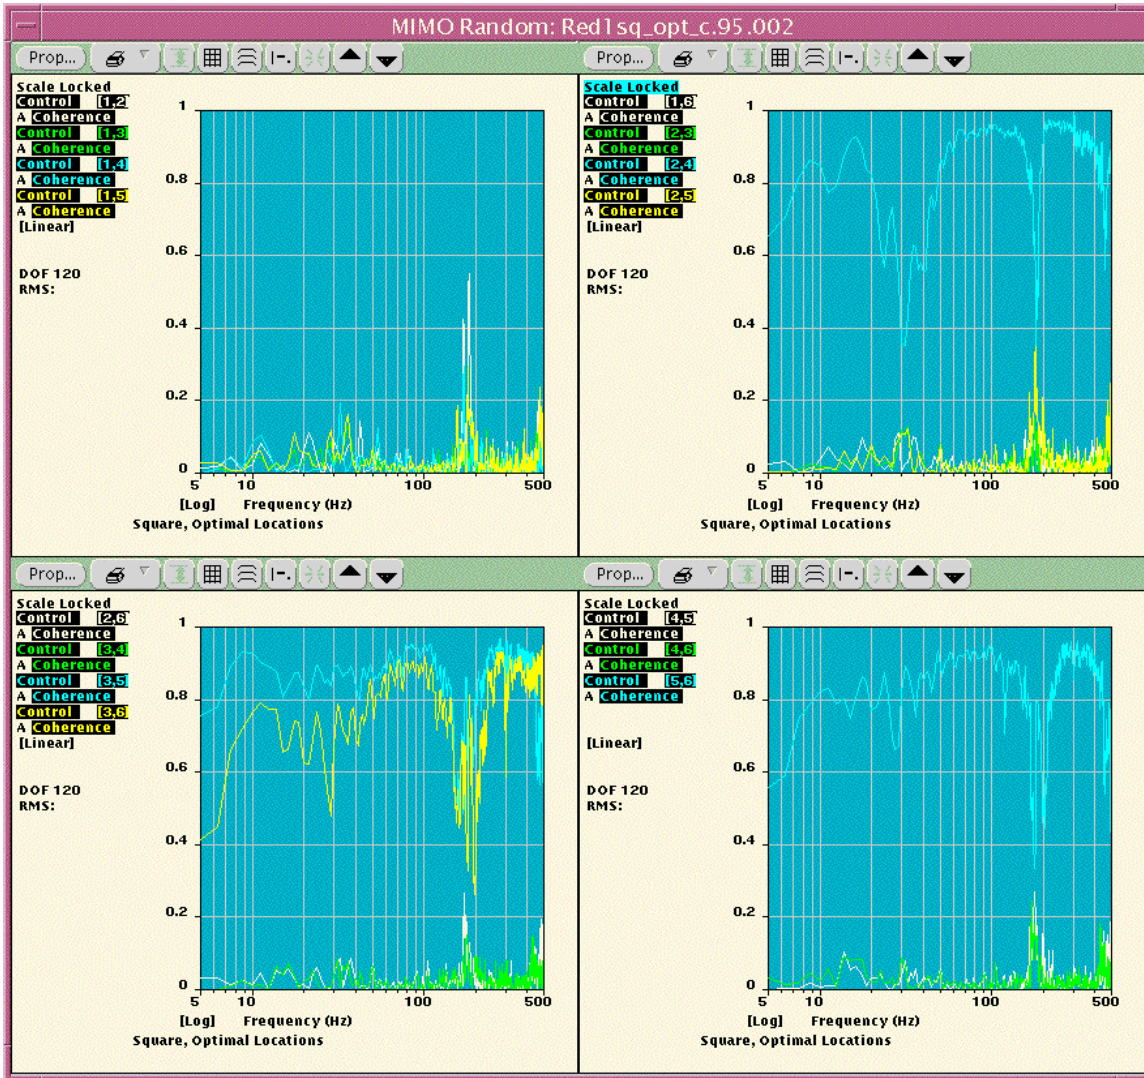 MIMO Random: Red1sq_opt_c.95.002
Prop...
Scale Locked
Control [1,2]
A Coherence
Control [1,3]
A Coherence
Control [1,4]
A Coherence
Control [1,5]
A Coherence
[Linear]
DOF 120
RMS:
1
0.8
0.6
0.4
0.2
0
5 10 100 500
[Log] Frequency (Hz)
Square, Optimal Locations
Prop...
Scale Locked
Control [1,6]
A Coherence
Control [2,3]
A Coherence
Control [2,4]
A Coherence
Control [2,5]
A Coherence
[Linear]
DOF 120
RMS:
1
0.8
0.6
0.4
0.2
0
5 10 100 500
[Log] Frequency (Hz)
Square, Optimal Locations
Prop...
Scale Locked
Control [2,6]
A Coherence
Control [3,4]
A Coherence
Control [3,5]
A Coherence
Control [3,6]
A Coherence
[Linear]
DOF 120
RMS:
1
0.8
0.6
0.4
0.2
0
5 10 100 500
[Log] Frequency (Hz)
Square, Optimal Locations
Prop...
Scale Locked
Control [4,5]
A Coherence
Control [4,6]
A Coherence
Control [5,6]
A Coherence
[Linear]
DOF 120
RMS:
1
0.8
0.6
0.4
0.2
0
5 10 100 500
[Log] Frequency (Hz)
Square, Optimal Locations